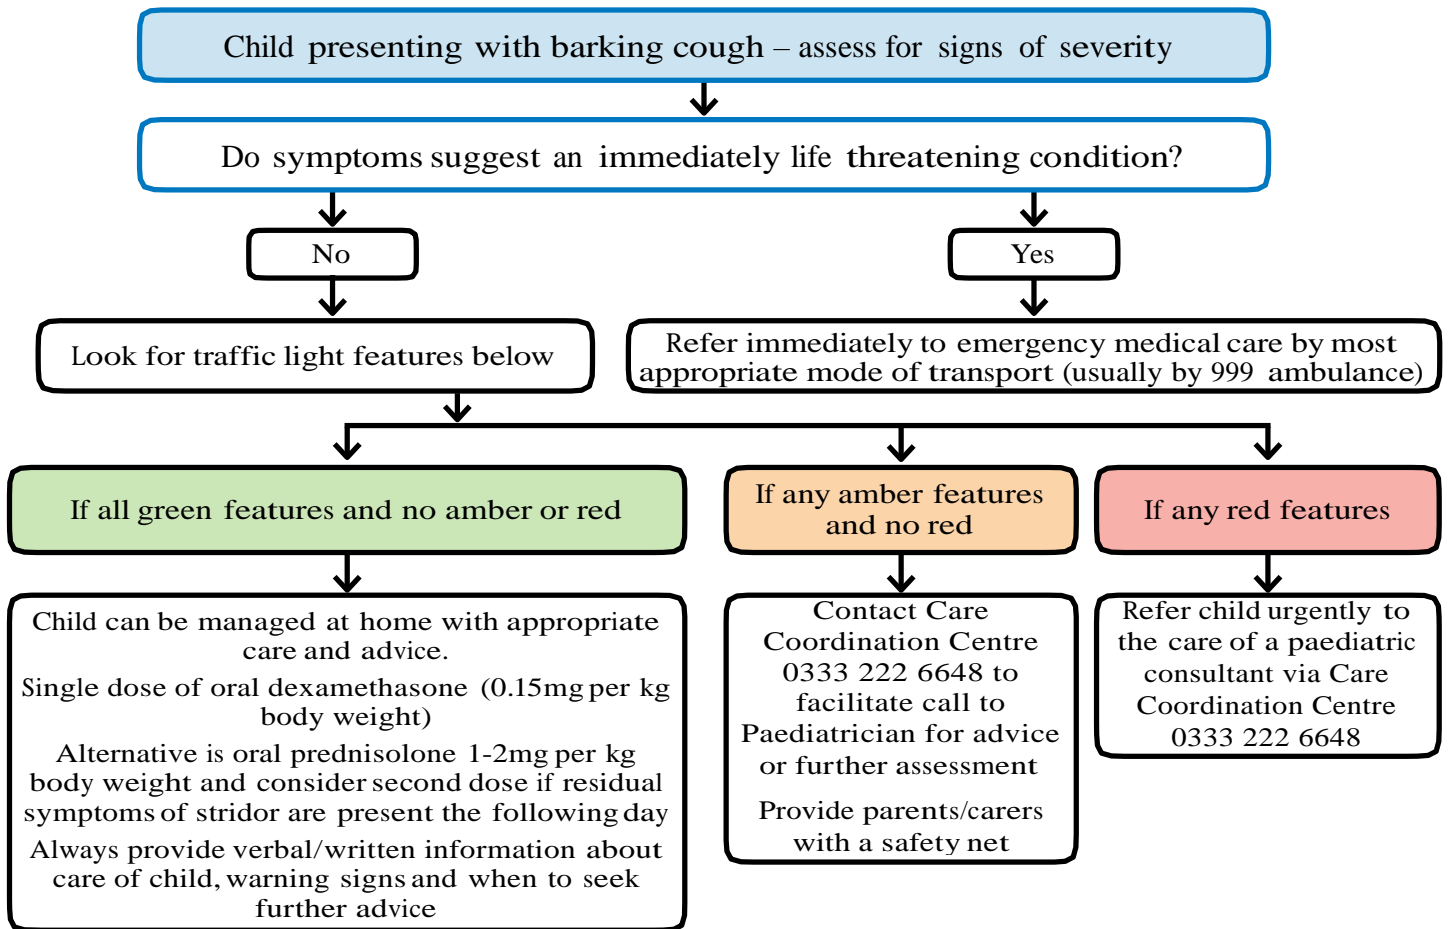 Child presenting with barking cough – assess for signs of severity
Do symptoms suggest an immediately life threatening condition?
No
Yes
Look for traffic light features below
Refer immediately to emergency medical care by most
appropriate mode of transport (usually by 999 ambulance)
If all green features and no amber or red
If any amber features
and no red
If any red features
Child can be managed at home with appropriate
care and advice.
Single dose of oral dexamethasone (0.15mg per kg
body weight)
Alternative is oral prednisolone 1-2mg per kg
body weight and consider second dose if residual
symptoms of stridor are present the following day
Always provide verbal/written information about
care of child, warning signs and when to seek
further advice
Contact Care
Coordination Centre
0333 222 6648 to
facilitate call to
Paediatrician for advice
or further assessment
Provide parents/carers
with a safety net
Refer child urgently to
the care of a paediatric
consultant via Care
Coordination Centre
0333 222 6648